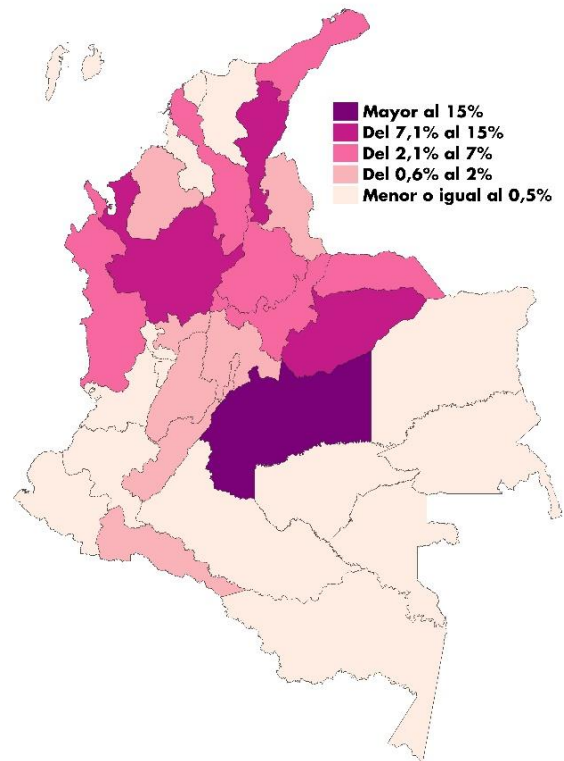 Mayor al 15%
Del 7,1% al 15%
Del 2,1% al 7%
Del 0,6% al 2%
Menor o igual al 0,5%